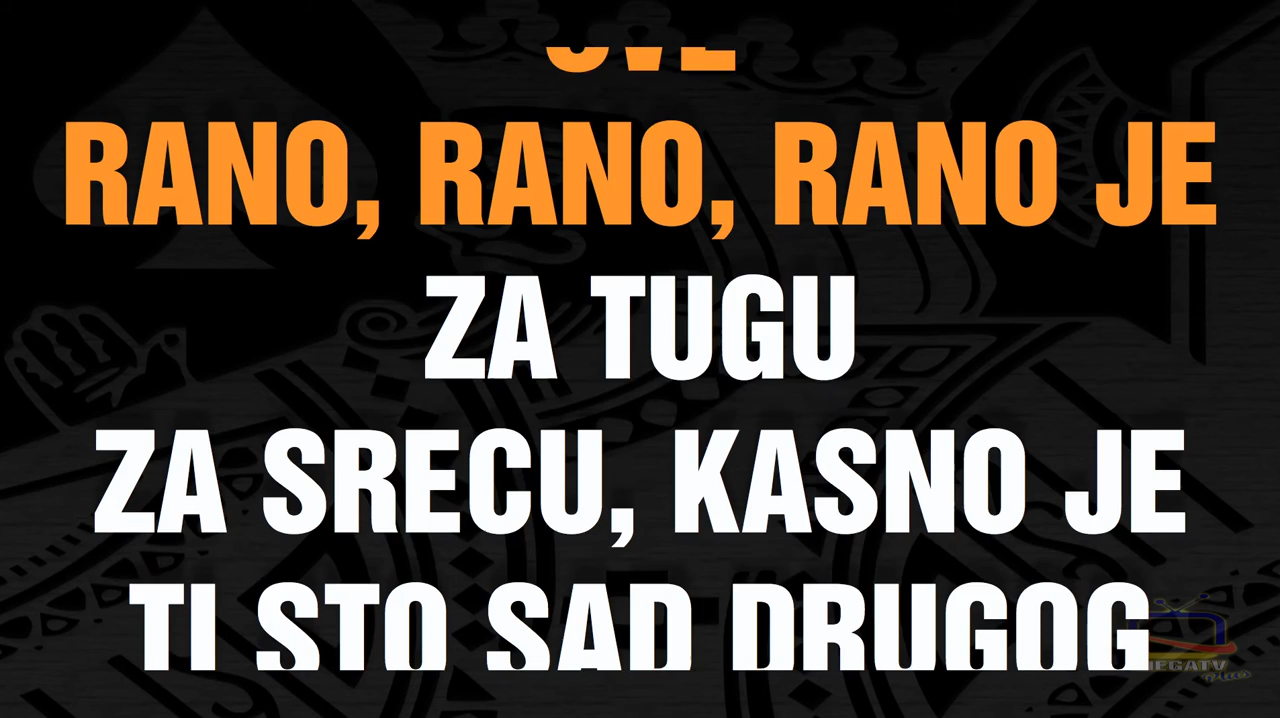 RANO, RANO, RANO JE
ZA TUGU
ZA SRECU, KASNO JE
TI STO SAD DRUGOG